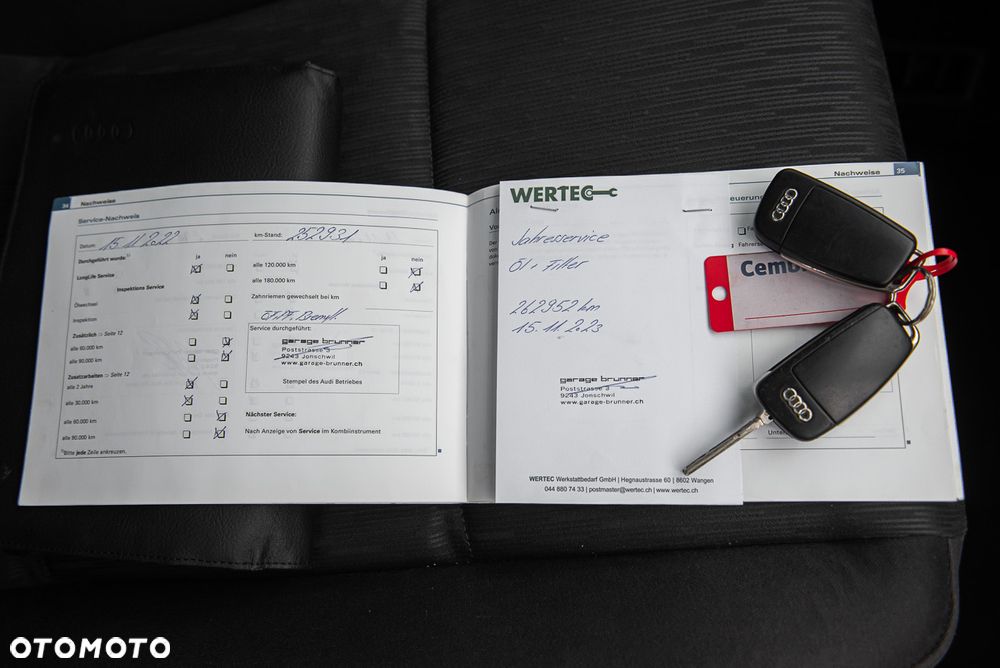 34 Nachweise
Service-Nachweis
Datum: 15.11.2022 km-Stand: 252931
Durchgeführt wurde:1)
ja nein
LongLife Service
Inspektions Service
Ölwechsel
Inspektion
Zusätzlich ⇒ Seite 12
alle 60.000 km
alle 90.000 km
Zusatzarbeiten ⇒ Seite 12
alle 2 Jahre
alle 30.000 km
alle 60.000 km
alle 90.000 km
1)Bitte jede Zeile ankreuzen.
ja nein
alle 120.000 km
alle 180.000 km
Zahnriemen gewechselt bei km
Service durchgeführt:
garage brunner
Poststrasse 3
9243 Jonschwil
www.garage-brunner.ch
Stempel des Audi Betriebes
Nächster Service:
Nach Anzeige von Service im Kombiinstrument
WERTEC
Jahresservice
Öl + Filter
262952 km
15.11.2023
garage brunner
Poststrasse 3
9243 Jonschwil
www.garage-brunner.ch
WERTEC Werkstattbedarf GmbH | Hegnaustrasse 60 | 8602 Wangen
044 880 74 33 | postmaster@wertec.ch | www.wertec.ch
Nachweise 35
OTOMOTO